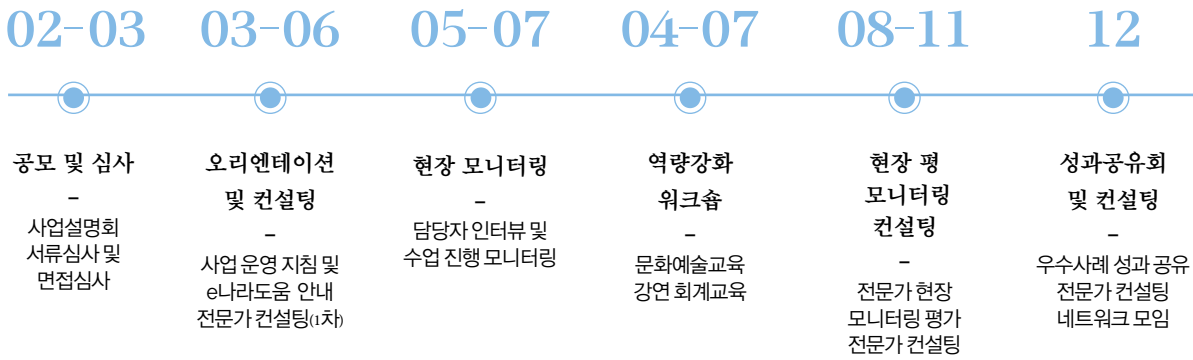 02-03
03-06
05-07
04-07
08-11
12
공모 및 심사
–
사업설명회
서류심사 및
면접심사
오리엔테이션
및 컨설팅
–
사업 운영 지침 및
e나라도움 안내
전문가 컨설팅(1차)
현장 모니터링
–
담당자 인터뷰 및
수업 진행 모니터링
역량강화
워크숍
–
문화예술교육
강연 회계교육
현장 평
모니터링
컨설팅
–
전문가 현장
모니터링 평가
전문가 컨설팅
성과공유회
및 컨설팅
–
우수사례 성과 공유
전문가 컨설팅
네트워크 모임